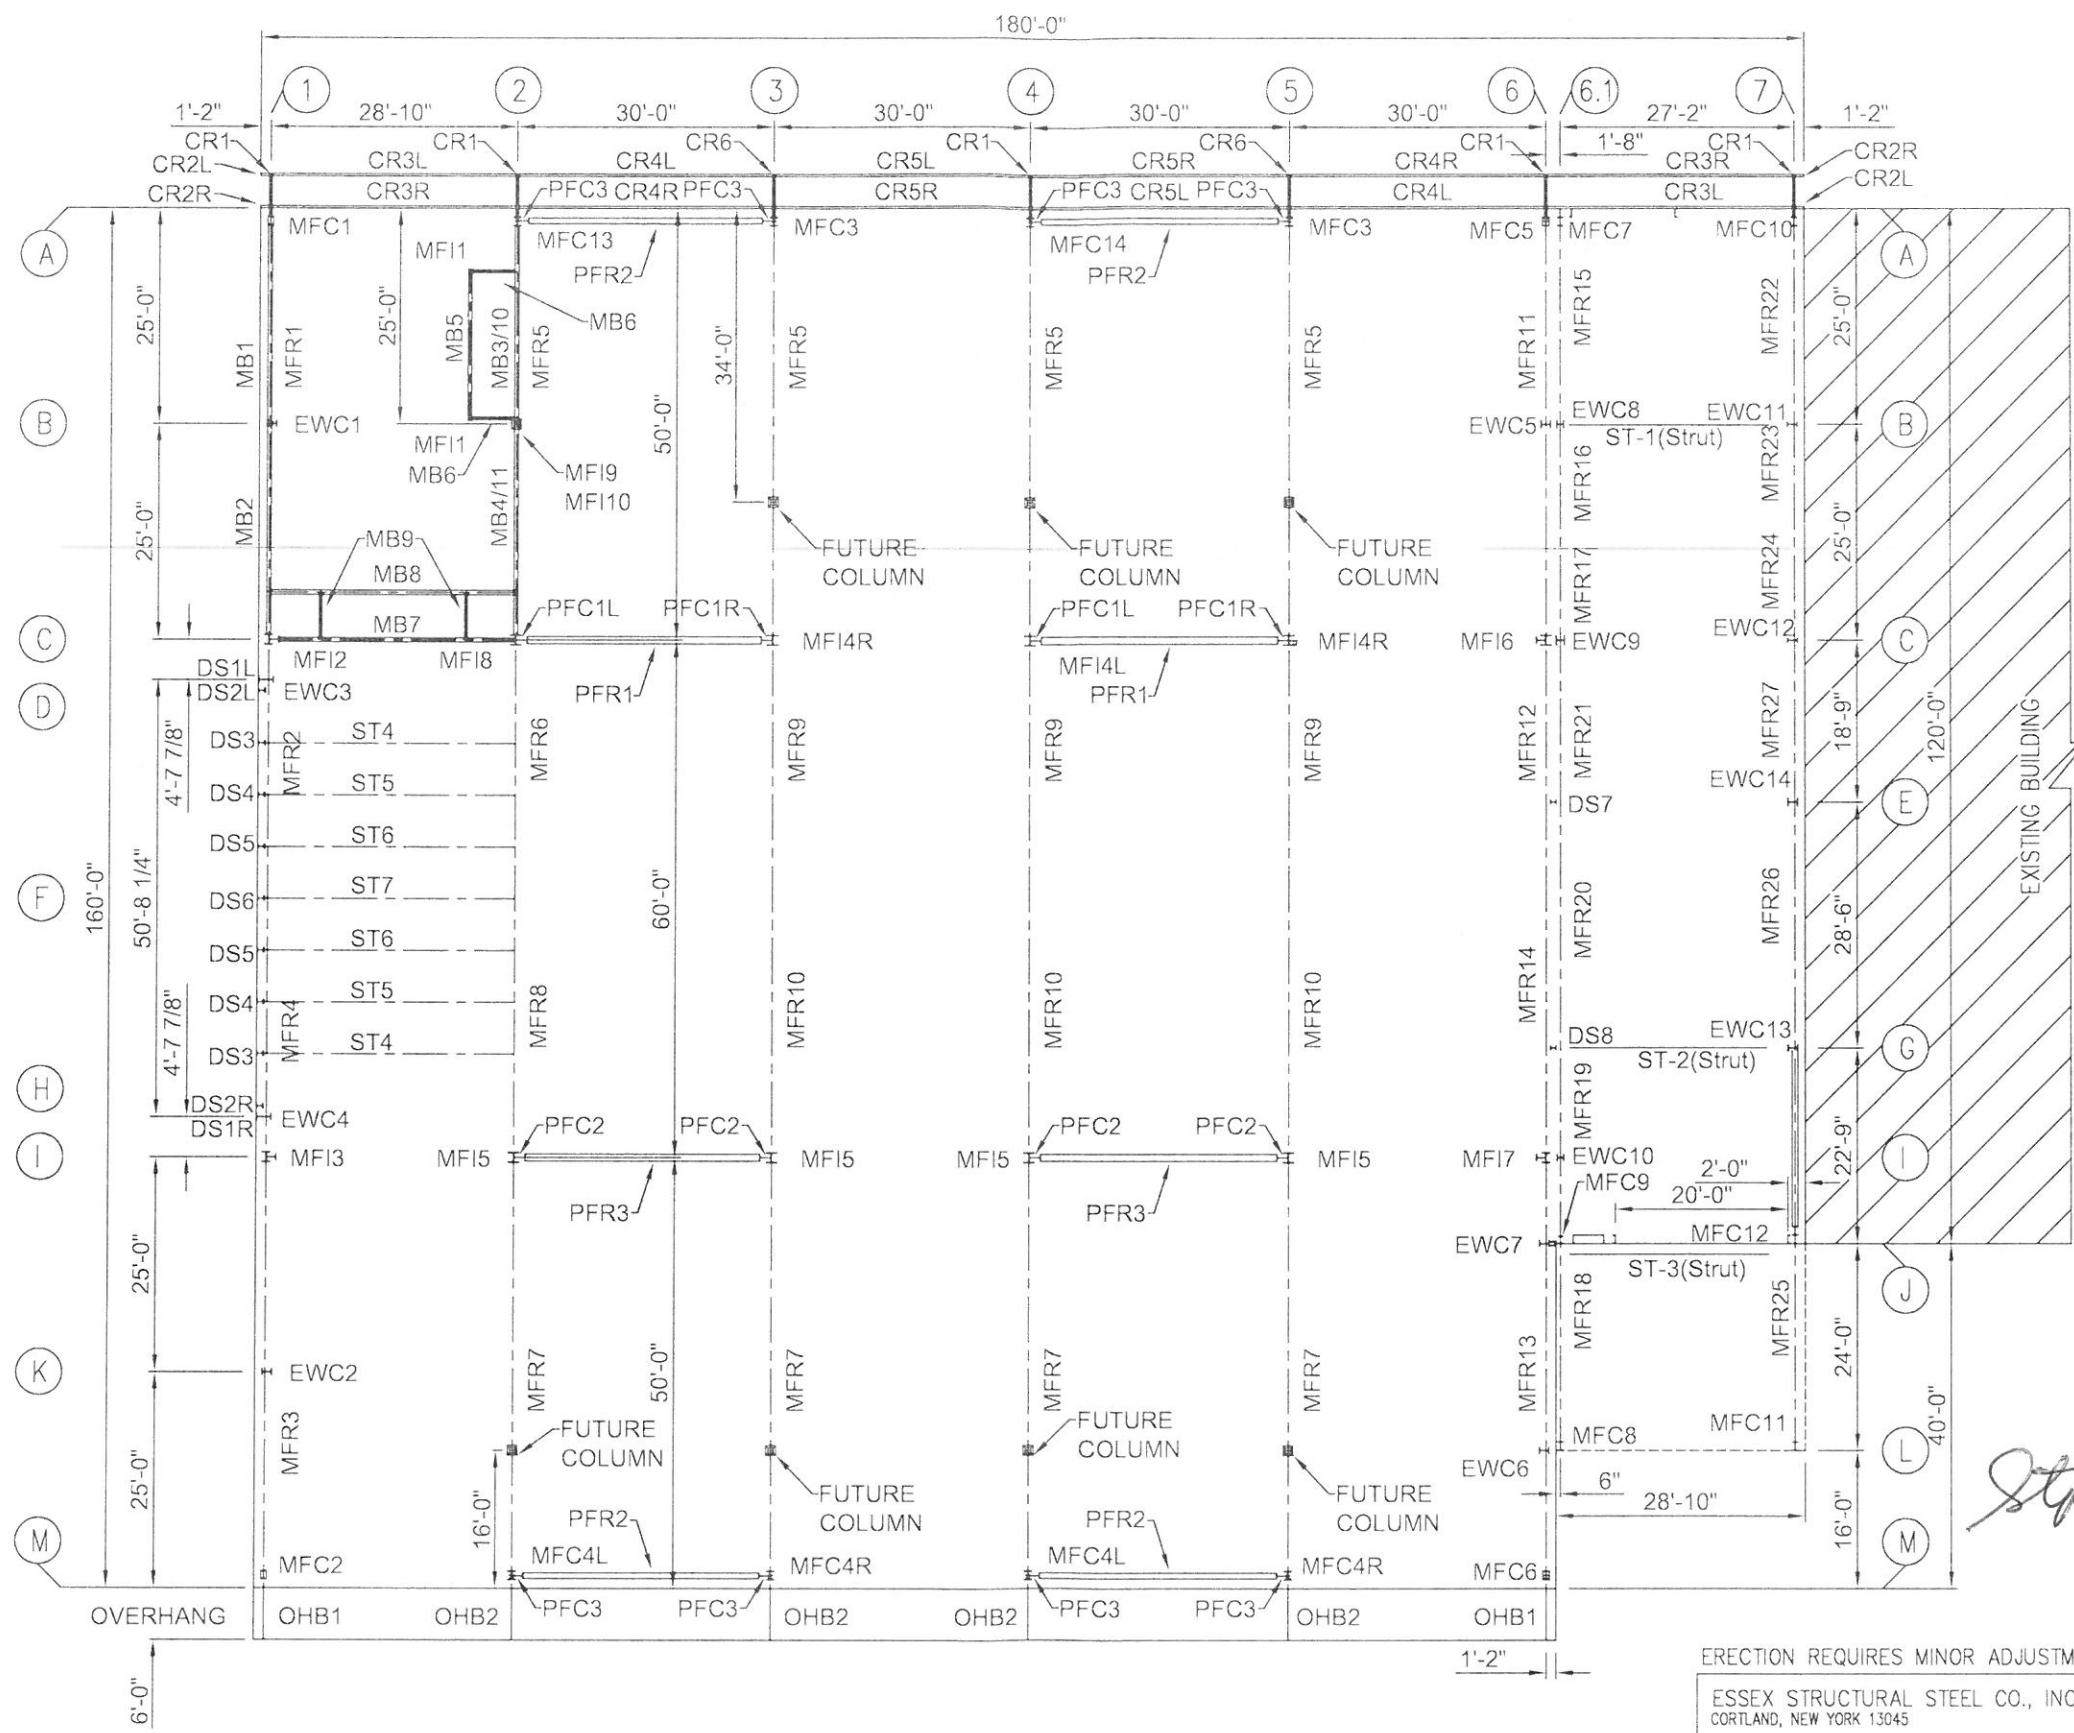 180'-0"
1
2
3
4
5
6
6.1
7
1'-2"
28'-10"
30'-0"
30'-0"
30'-0"
30'-0"
27'-2"
1'-2"
1'-8"
CR1
CR1
CR6
CR1
CR6
CR1
CR1
CR2L
CR3L
CR4L
CR5L
CR5R
CR4R
CR3R
CR2R
CR2R
CR3R
PFC3
CR4R
PFC3
CR5R
PFC3
CR5L
PFC3
CR4L
CR3L
CR2L
A
MFC1
MFI1
MFC13
MFC3
MFC14
MFC3
MFC5
MFC7
MFC10
A
PFR2
PFR2
25'-0"
MB1
MFR1
25'-0"
MB5
MB6
MB3/10
MFR5
50'-0"
34'-0"
MFR5
MFR5
MFR5
MFR11
MFR15
MFR22
25'-0"
B
EWC1
MFI1
MB6
MFI9
MFI10
EWC5
EWC8
EWC11
ST-1(Strut)
B
25'-0"
MB2
MB4/11
MFR16
MFR23
25'-0"
120'-0"
FUTURE
COLUMN
FUTURE
COLUMN
FUTURE
COLUMN
MFR17
MFR24
MB9
MB8
MB7
C
MFI2
MFI8
PFC1L
PFC1R
MFI4R
PFC1L
PFC1R
MFI4R
MFI4L
MFI6
EWC9
EWC12
C
PFR1
PFR1
DS1L
DS2L
EWC3
D
DS3
ST4
DS4
ST5
DS5
ST6
DS6
ST7
DS5
ST6
DS4
ST5
DS3
ST4
DS2R
DS1R
EWC4
F
H
160'-0"
4'-7 7/8"
50'-8 1/4"
4'-7 7/8"
MFR2
MFR4
MFR6
MFR8
60'-0"
MFR9
MFR10
MFR9
MFR10
MFR9
MFR10
MFR12
MFR14
MFR21
MFR20
MFR27
MFR26
18'-9"
28'-6"
EXISTING BUILDING
DS7
EWC14
E
DS8
EWC13
ST-2(Strut)
G
MFR19
I
MFI3
MFI5
PFC2
PFC2
MFI5
MFI5
PFC2
PFC2
MFI5
MFI7
EWC10
MFC9
I
22'-9"
2'-0"
20'-0"
PFR3
PFR3
EWC7
MFC12
ST-3(Strut)
J
25'-0"
K
EWC2
MFR3
MFR7
50'-0"
MFR7
MFR7
MFR7
MFR13
MFR18
MFR25
24'-0"
40'-0"
25'-0"
FUTURE
COLUMN
FUTURE
COLUMN
FUTURE
COLUMN
FUTURE
COLUMN
16'-0"
EWC6
MFC8
MFC11
L
6"
28'-10"
16'-0"
M
MFC2
PFR2
MFC4L
MFC4R
PFR2
MFC4L
MFC4R
MFC6
M
OVERHANG
OHB1
OHB2
PFC3
PFC3
OHB2
OHB2
PFC3
PFC3
OHB2
OHB1
6'-0"
1'-2"
ERECTION REQUIRES MINOR ADJUSTM
ESSEX STRUCTURAL STEEL CO., INC
CORTLAND, NEW YORK 13045